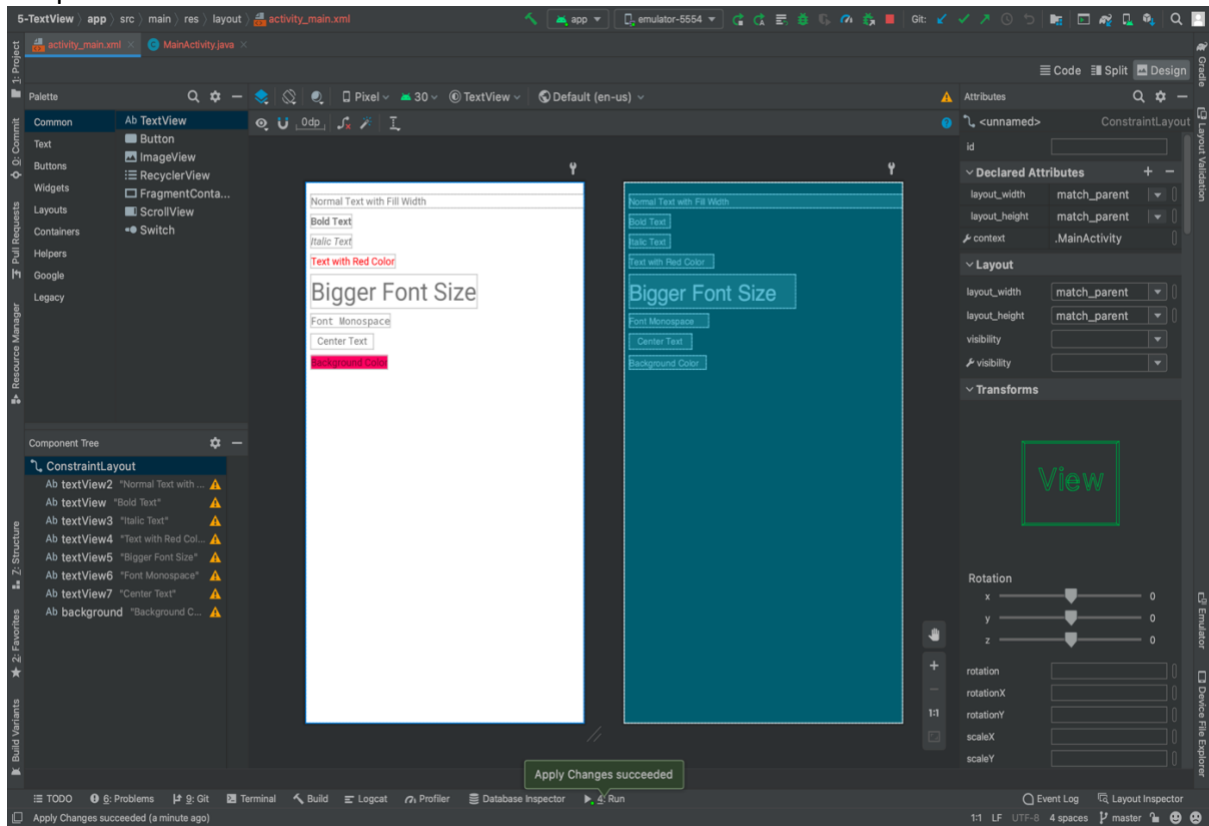 5-TextView app src main res layout activity_main.xml app emulator-5554 Git:
activity_main.xml MainActivity.java
Code Split Design
Palette
Pixel 30 TextView Default (en-us)
Attributes
Common
Text
Buttons
Widgets
Layouts
Containers
Helpers
Google
Legacy
Ab TextView
Button
ImageView
RecyclerView
FragmentConta...
ScrollView
Switch
0dp
Normal Text with Fill Width
Bold Text
Italic Text
Text with Red Color
Bigger Font Size
Font Monospace
Center Text
Background Color
Normal Text with Fill Width
Bold Text
Italic Text
Text with Red Color
Bigger Font Size
Font Monospace
Center Text
Background Color
<unnamed> ConstraintLayout
id
Declared Attributes
layout_width match_parent
layout_height match_parent
context .MainActivity
Layout
layout_width match_parent
layout_height match_parent
visibility
visibility
Transforms
View
Rotation
x 0
y 0
z 0
rotation
rotationX
rotationY
scaleX
scaleY
Component Tree
ConstraintLayout
Ab textView2 "Normal Text with ...
Ab textView "Bold Text"
Ab textView3 "Italic Text"
Ab textView4 "Text with Red Col...
Ab textView5 "Bigger Font Size"
Ab textView6 "Font Monospace"
Ab textView7 "Center Text"
Ab background "Background C...
1:1
1: Project
0: Commit
Pull Requests
Resource Manager
7: Structure
2: Favorites
Build Variants
Gradle
Layout Validation
Emulator
Device File Explorer
Apply Changes succeeded
TODO 6: Problems 9: Git Terminal Build Logcat Profiler Database Inspector 4: Run Event Log Layout Inspector
Apply Changes succeeded (a minute ago) 1:1 LF UTF-8 4 spaces master